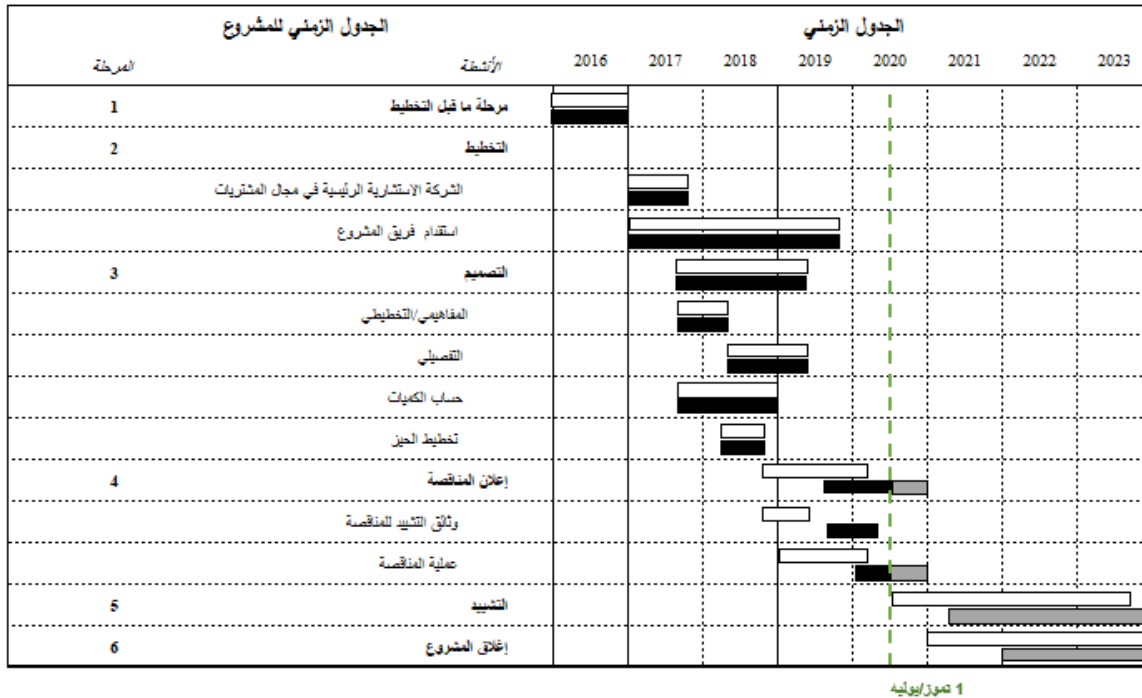 الجدول الزمني للمشروع
الجدول الزمني
المرحلة
الأنشطة
2016 2017 2018 2019 2020 2021 2022 2023
1 مرحلة ما قبل التخطيط
2 التخطيط
الشركة الاستشارية الرئيسية في مجال المشتريات
استقدام فريق المشروع
3 التصميم
المفاهيمي/التخطيطي
التفصيلي
حساب الكميات
تخطيط الحيز
4 إعلان المناقصة
وثائق التشييد للمناقصة
عملية المناقصة
5 التشييد
6 إغلاق المشروع
1 تموز/يوليه